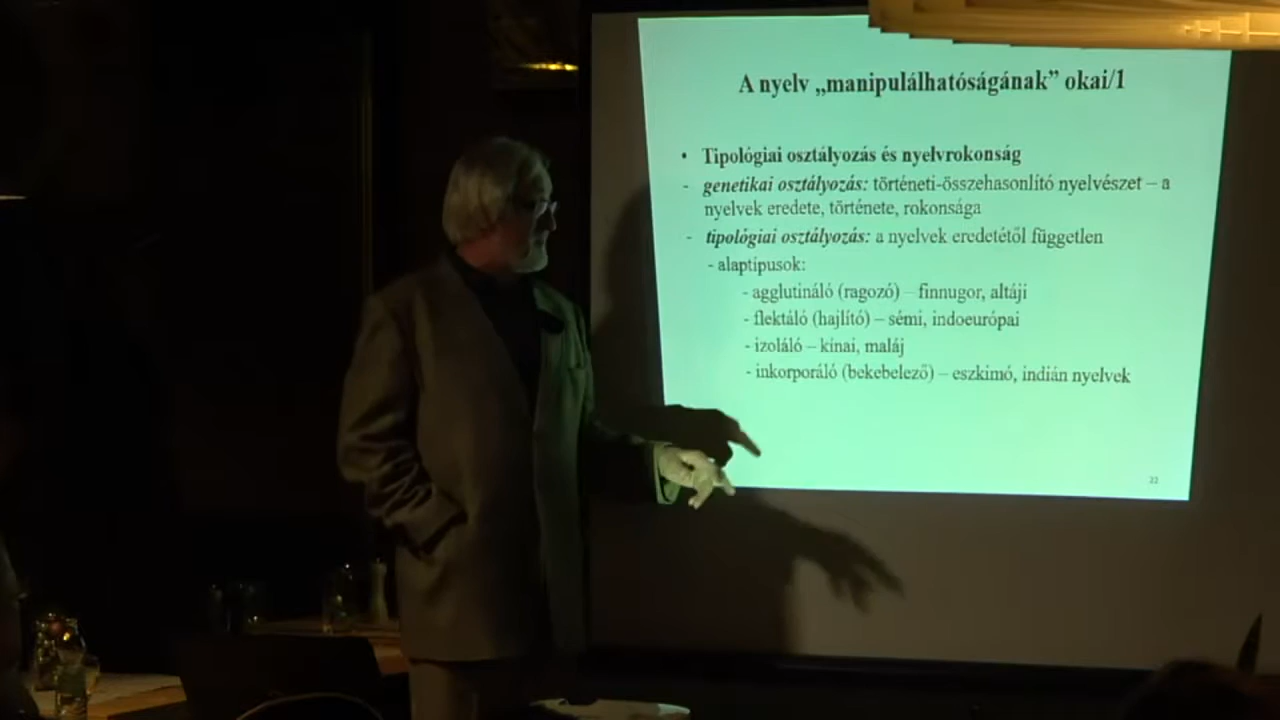 A nyelv „manipulálhatóságának” okai/1
• Tipológiai osztályozás és nyelvrokonság
- genetikai osztályozás: történeti-összehasonlító nyelvészet – a
nyelvek eredete, története, rokonsága
- tipológiai osztályozás: a nyelvek eredetétől független
- alaptípusok:
- agglutináló (ragozó) – finnugor, altáji
- flektáló (hajlító) – sémi, indoeurópai
- izoláló – kínai, maláj
- inkorporáló (bekebelező) – eszkimó, indián nyelvek
22